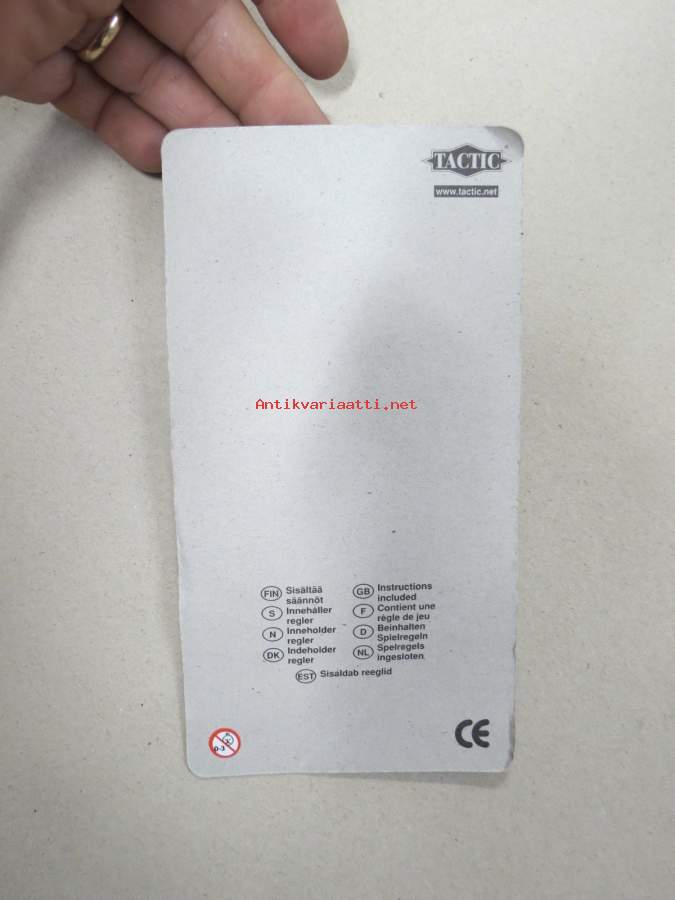 TACTIC
www.tactic.net
Antikvariaatti.net
FIN Sisältää
säännöt
S Innehåller
regler
N Inneholder
regler
DK Indeholder
regler
GB Instructions
included
F Contient une
règle de jeu
D Beinhalten
Spielregeln
NL Spelregels
ingesloten
EST Sisaldab reeglid
0-3
CE